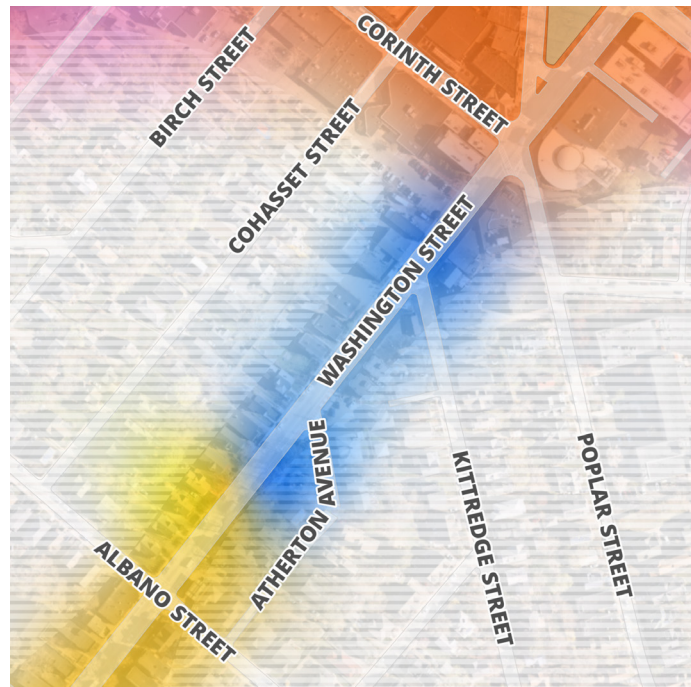 CORINTH STREET
BIRCH STREET
COHASSET STREET
WASHINGTON STREET
ATHERTON AVENUE
KITTREDGE STREET
POPLAR STREET
ALBANO STREET